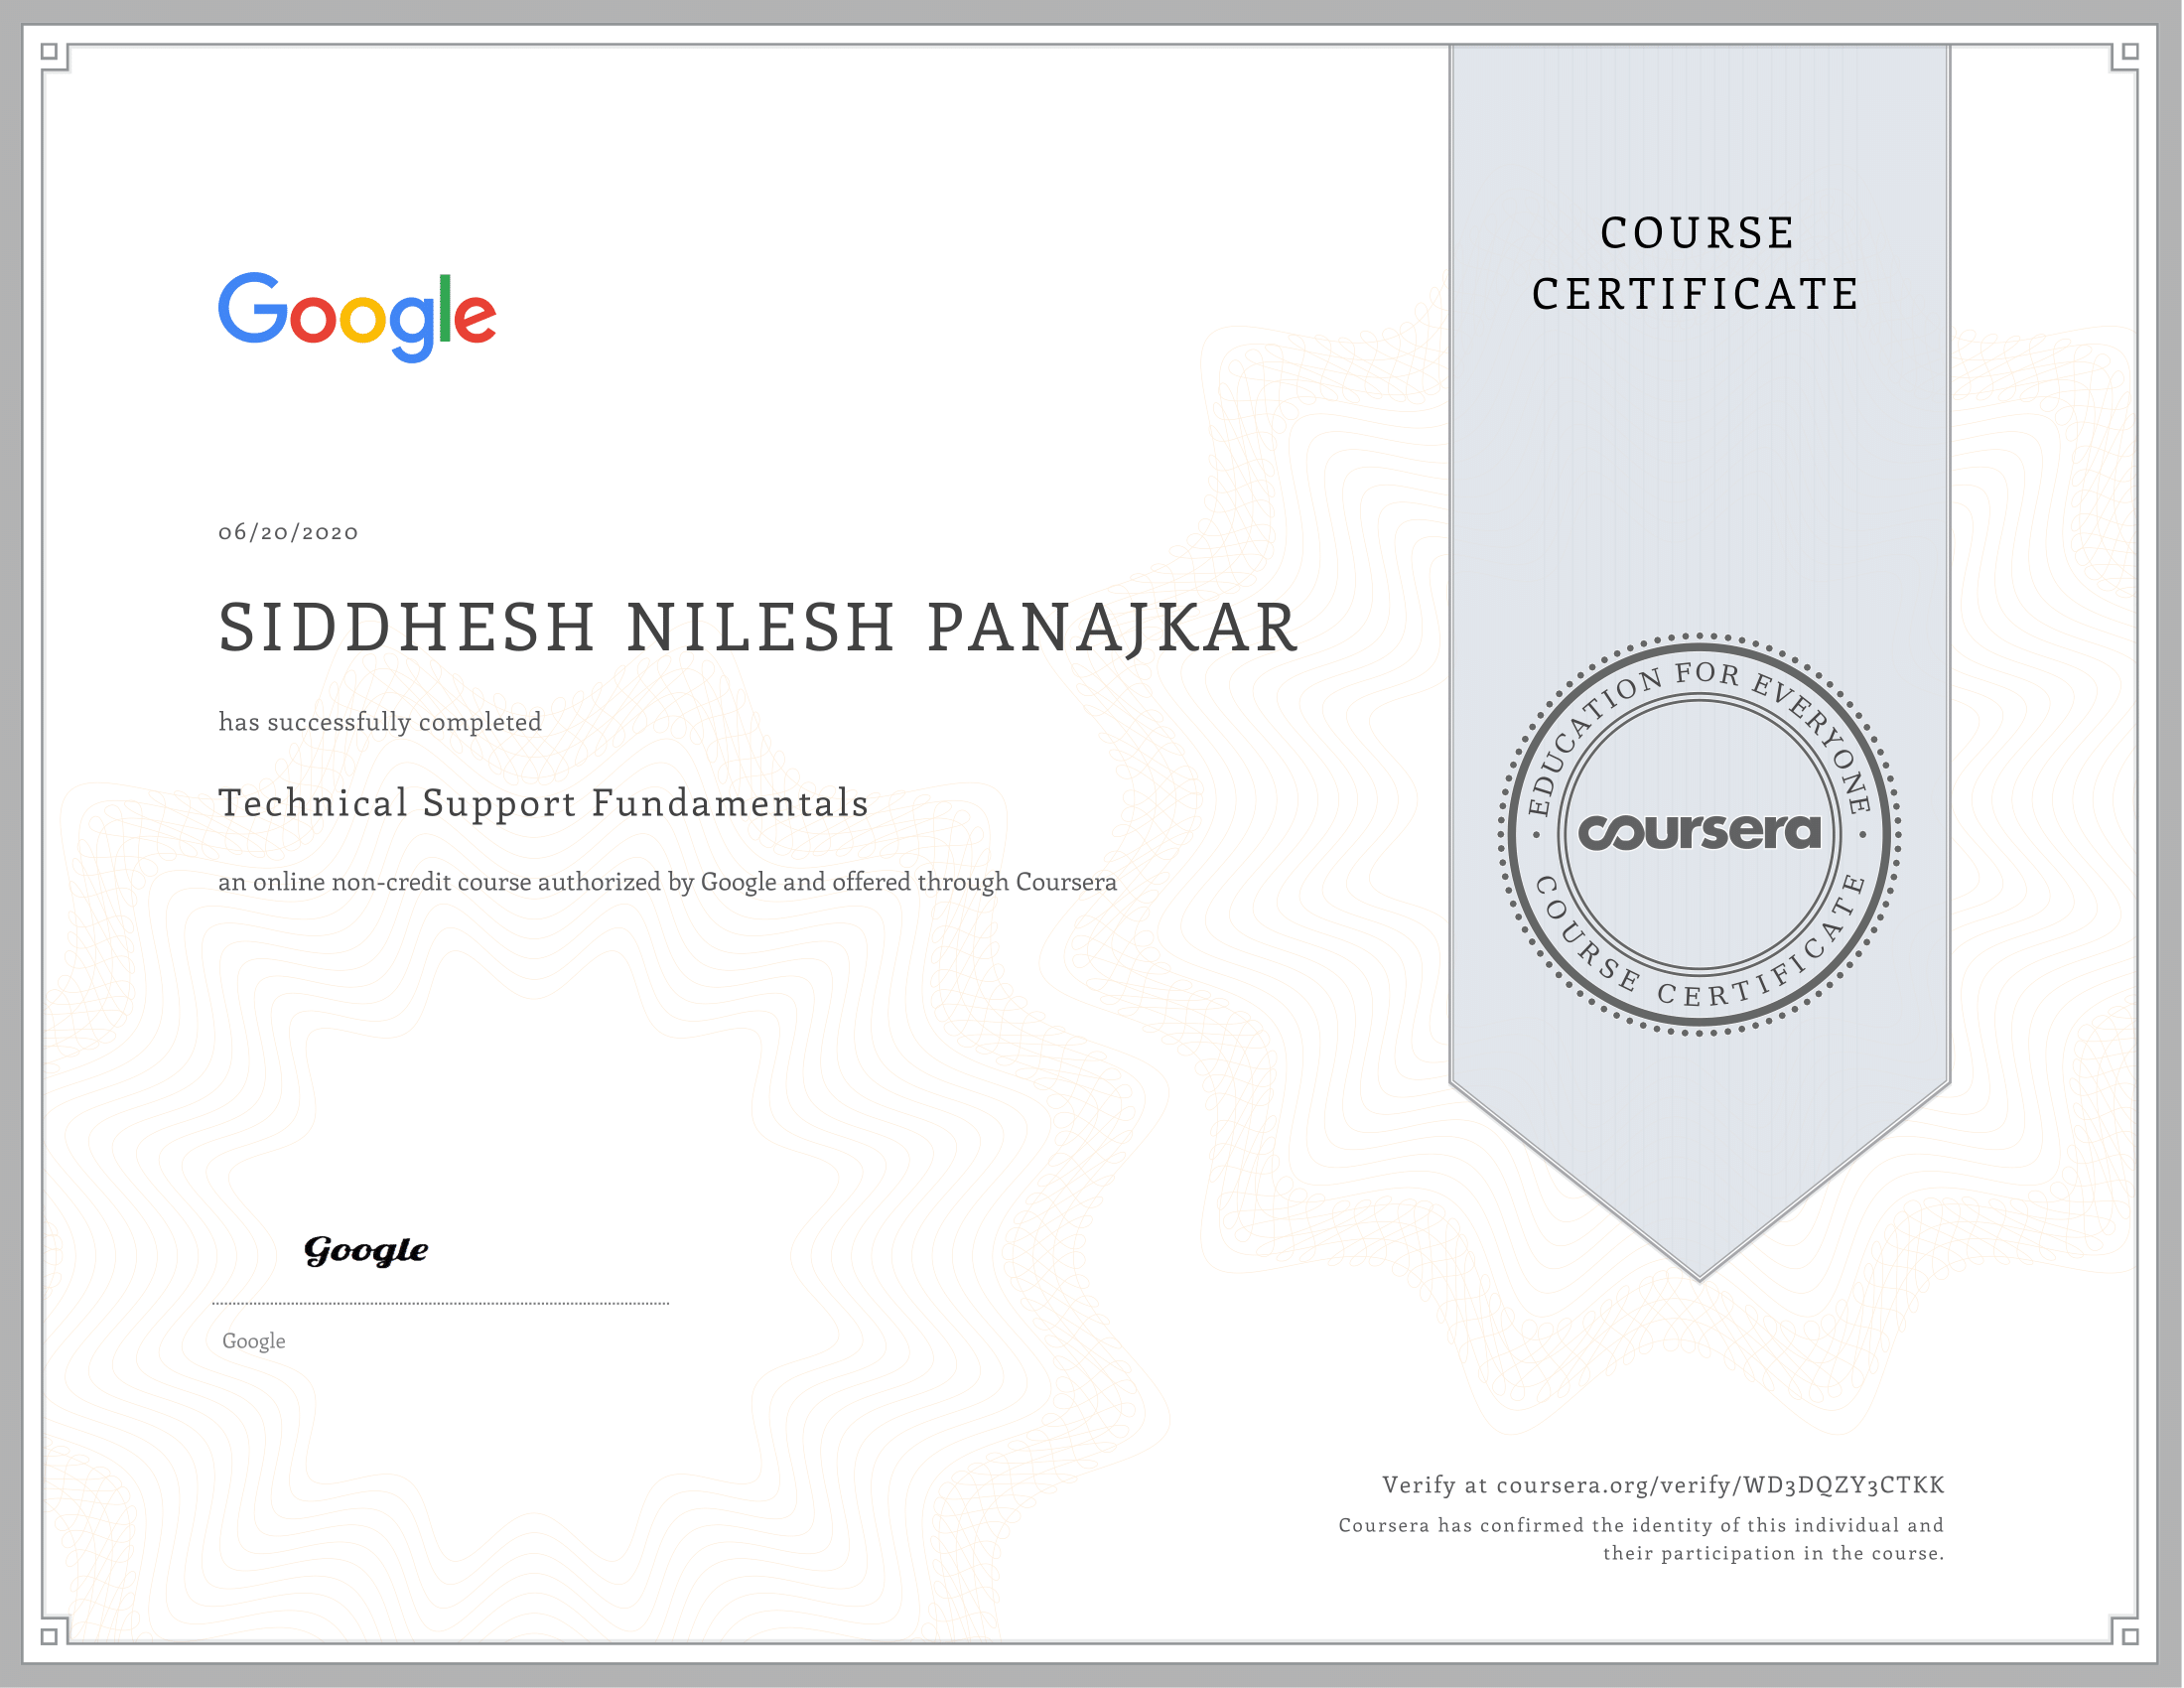 Google
06/20/2020
SIDDHESH NILESH PANAJKAR
has successfully completed
Technical Support Fundamentals
an online non-credit course authorized by Google and offered through Coursera
Google
Google
COURSE
CERTIFICATE
EDUCATION FOR EVERYONE
coursera
COURSE CERTIFICATE
Verify at coursera.org/verify/WD3DQZY3CTKK
Coursera has confirmed the identity of this individual and
their participation in the course.